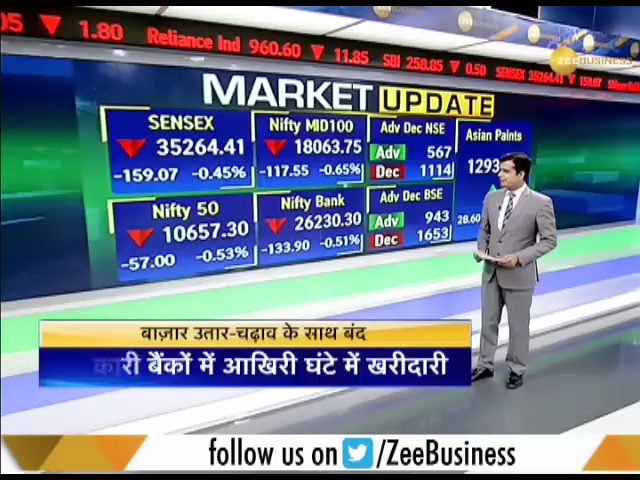 05 ▼ 1.80 Reliance Ind 960.60 ▼ 11.85 SBI 258.05 ▼ 0.50 SENSEX 35264.41 ▼ 159.07
ZEEBUSINESS
MARKET UPDATE
SENSEX
35264.41
-159.07 -0.45%
Nifty MID100
18063.75
-117.55 -0.65%
Adv Dec NSE
Adv 567
Dec 1114
Asian Paints
1293
28.60
Nifty 50
10657.30
-57.00 -0.53%
Nifty Bank
26230.30
-133.90 -0.51%
Adv Dec BSE
Adv 943
Dec 1653
बाज़ार उतार-चढ़ाव के साथ बंद
कारी बैंकों में आखिरी घंटे में खरीदारी
follow us on /ZeeBusiness